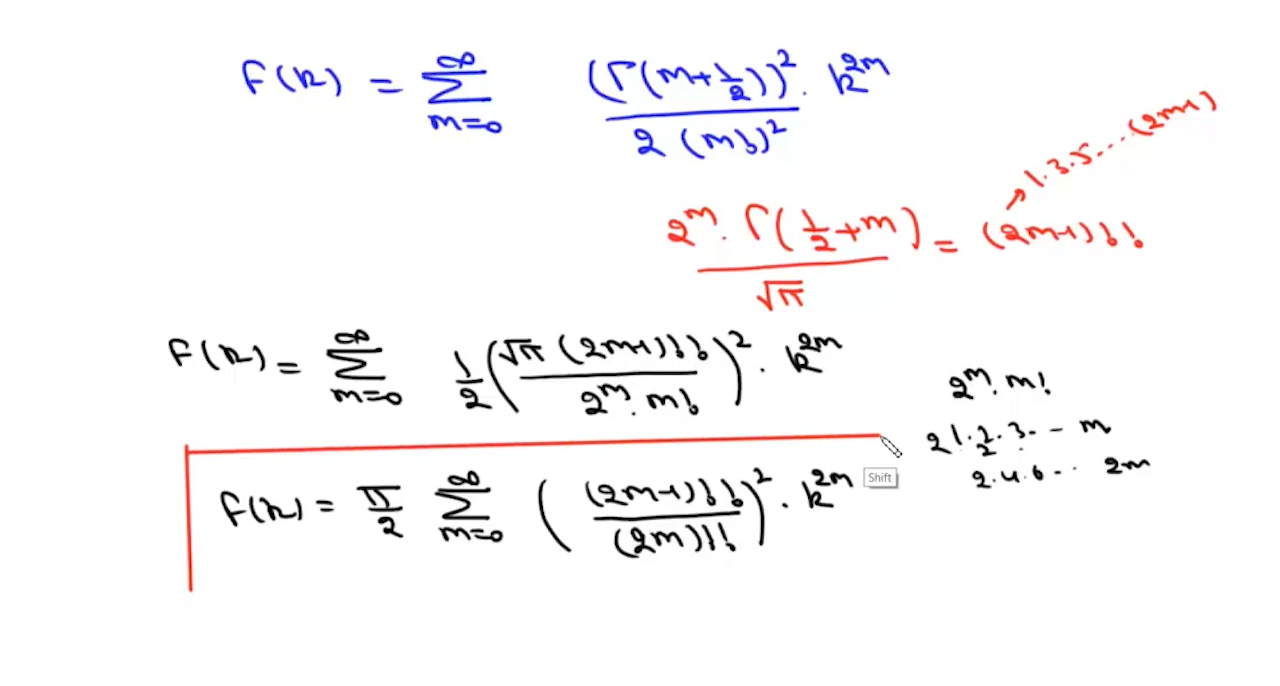 F(k) = ∑_{m=0}^{∞} (Γ(m+1/2))² / 2 (m!)² · k^{2m}
1·3·5··· (2m-1)
2^m · Γ(1/2 + m) / √π = (2m-1)!!
F(k) = ∑_{m=0}^{∞} 1/2 (√π (2m-1)!! / 2^m · m!)² · k^{2m}
2^m · m!
2 1·2·3·- - m
2
2·4·6··· 2m
Shift
F(k) = π/2 ∑_{m=0}^{∞} ((2m-1)!! / (2m)!!)² · k^{2m}